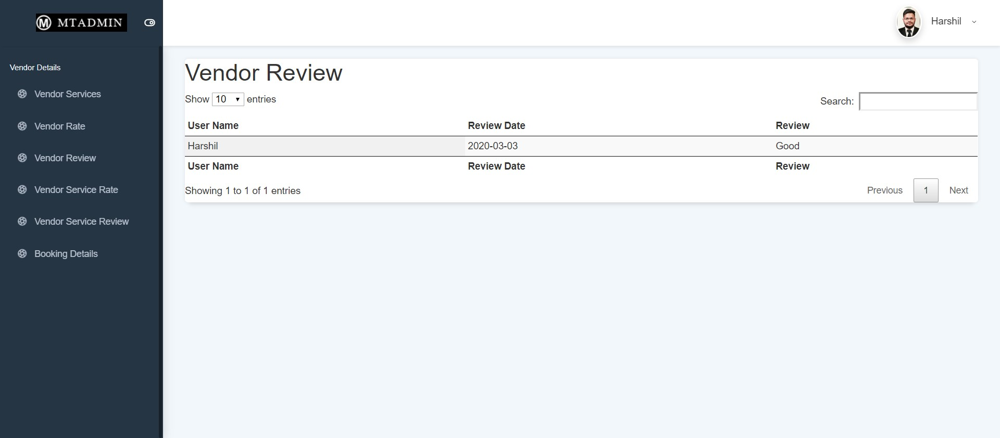 MTADMIN
Harshil
Vendor Details
Vendor Services
Vendor Rate
Vendor Review
Vendor Service Rate
Vendor Service Review
Booking Details
Vendor Review
Show 10 entries
Search:
User Name Review Date Review
Harshil 2020-03-03 Good
User Name Review Date Review
Showing 1 to 1 of 1 entries
Previous 1 Next